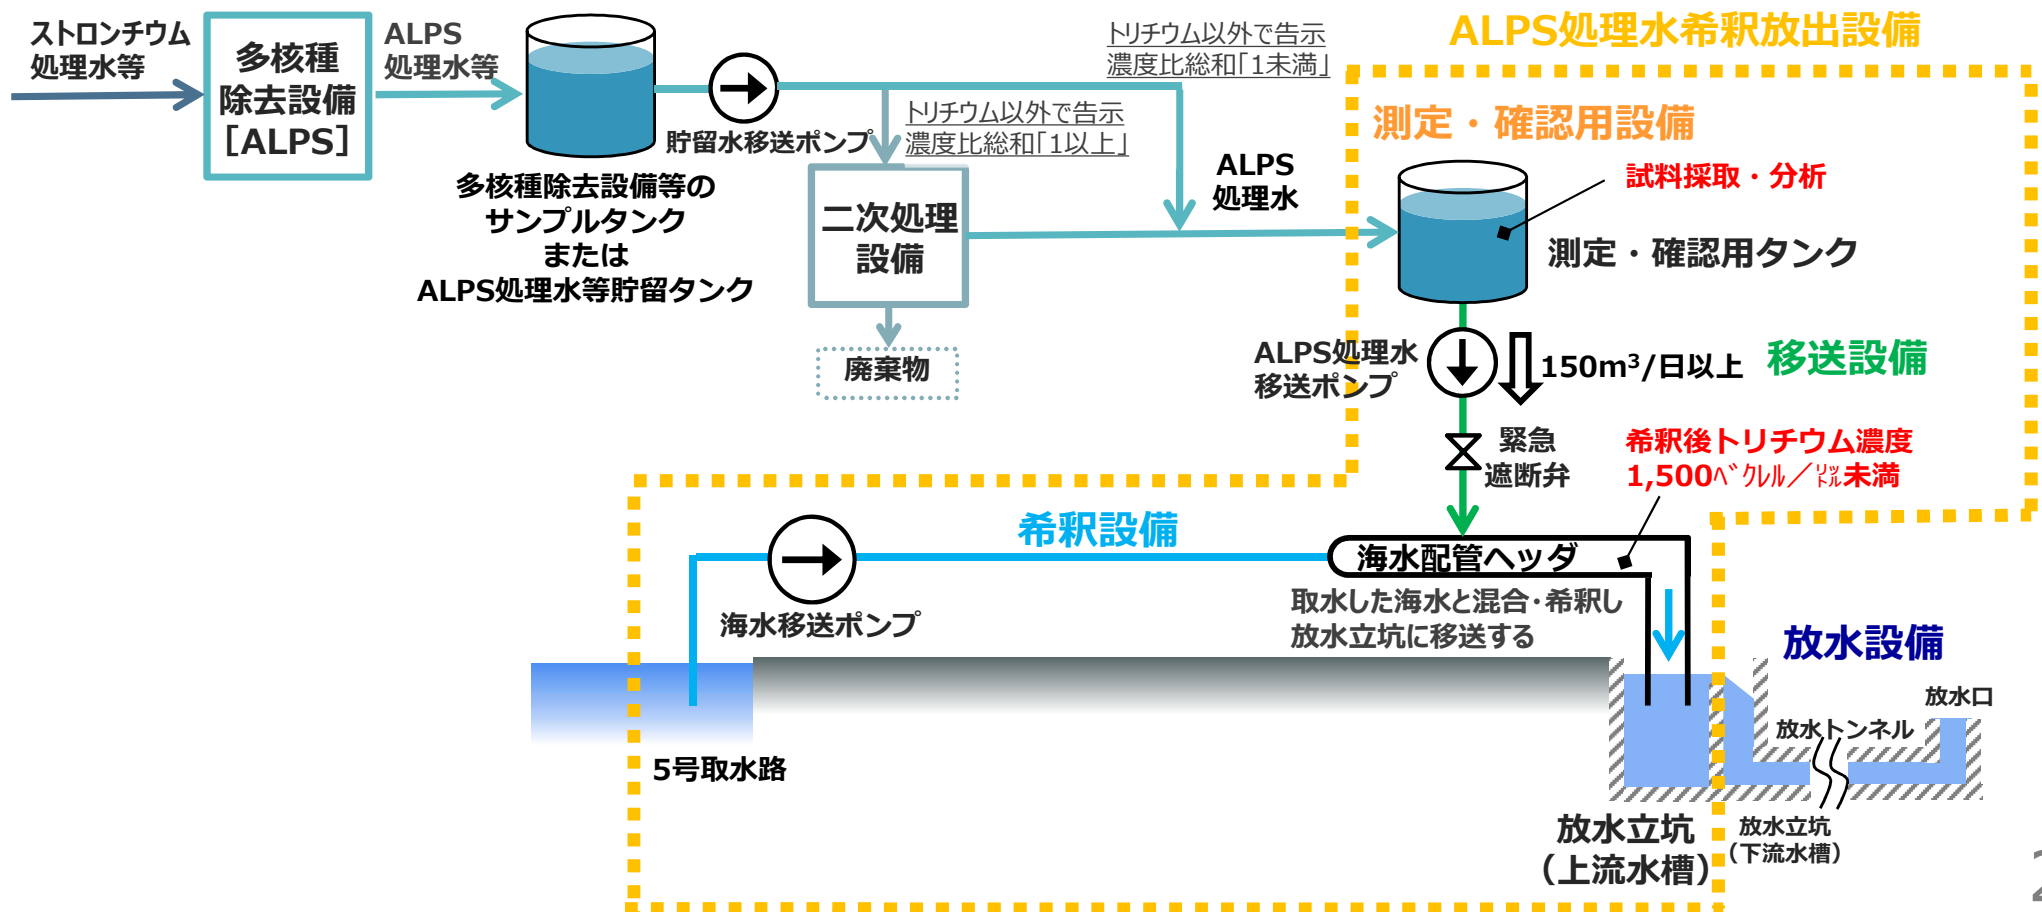 ストロンチウム
処理水等
多核種
除去設備
[ALPS]
ALPS
処理水等
貯留水移送ポンプ
多核種除去設備等の
サンプルタンク
または
ALPS処理水等貯留タンク
トリチウム以外で告示
濃度比総和「1未満」
トリチウム以外で告示
濃度比総和「1以上」
二次処理
設備
廃棄物
ALPS
処理水
ALPS処理水希釈放出設備
測定・確認用設備
試料採取・分析
測定・確認用タンク
ALPS処理水
移送ポンプ
150m³/日以上
移送設備
緊急
遮断弁
希釈後トリチウム濃度
1,500ベクレル/リットル未満
希釈設備
海水配管ヘッダ
海水移送ポンプ
取水した海水と混合・希釈し
放水立坑に移送する
放水設備
放水口
放水トンネル
5号取水路
放水立坑
(上流水槽)
放水立坑
(下流水槽)